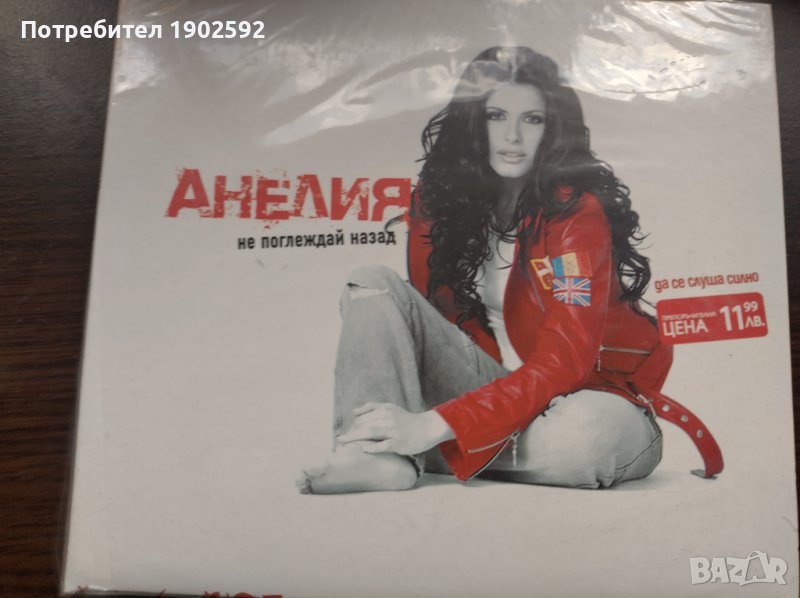 Потребител 1902592
АНЕЛИЯ
не поглеждай назад
да се слуша силно
ПРЕПОРЪЧИТЕЛНА
ЦЕНА 11 99 ЛВ.
BAZAR